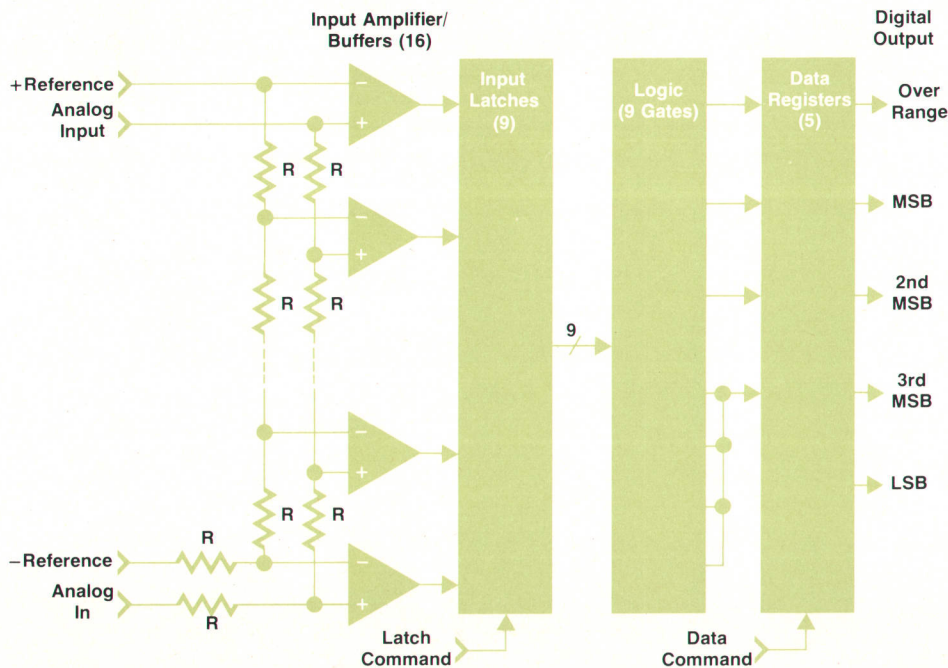 Input Amplifier/
Buffers (16)
Digital
Output
+Reference
Analog
Input
−
+
Input
Latches
(9)
Logic
(9 Gates)
Data
Registers
(5)
Over
Range
R
R
−
+
MSB
R
R
2nd
MSB
9
3rd
MSB
−
+
LSB
R
R
−Reference
R
−
+
Analog
In
R
Latch
Command
Data
Command